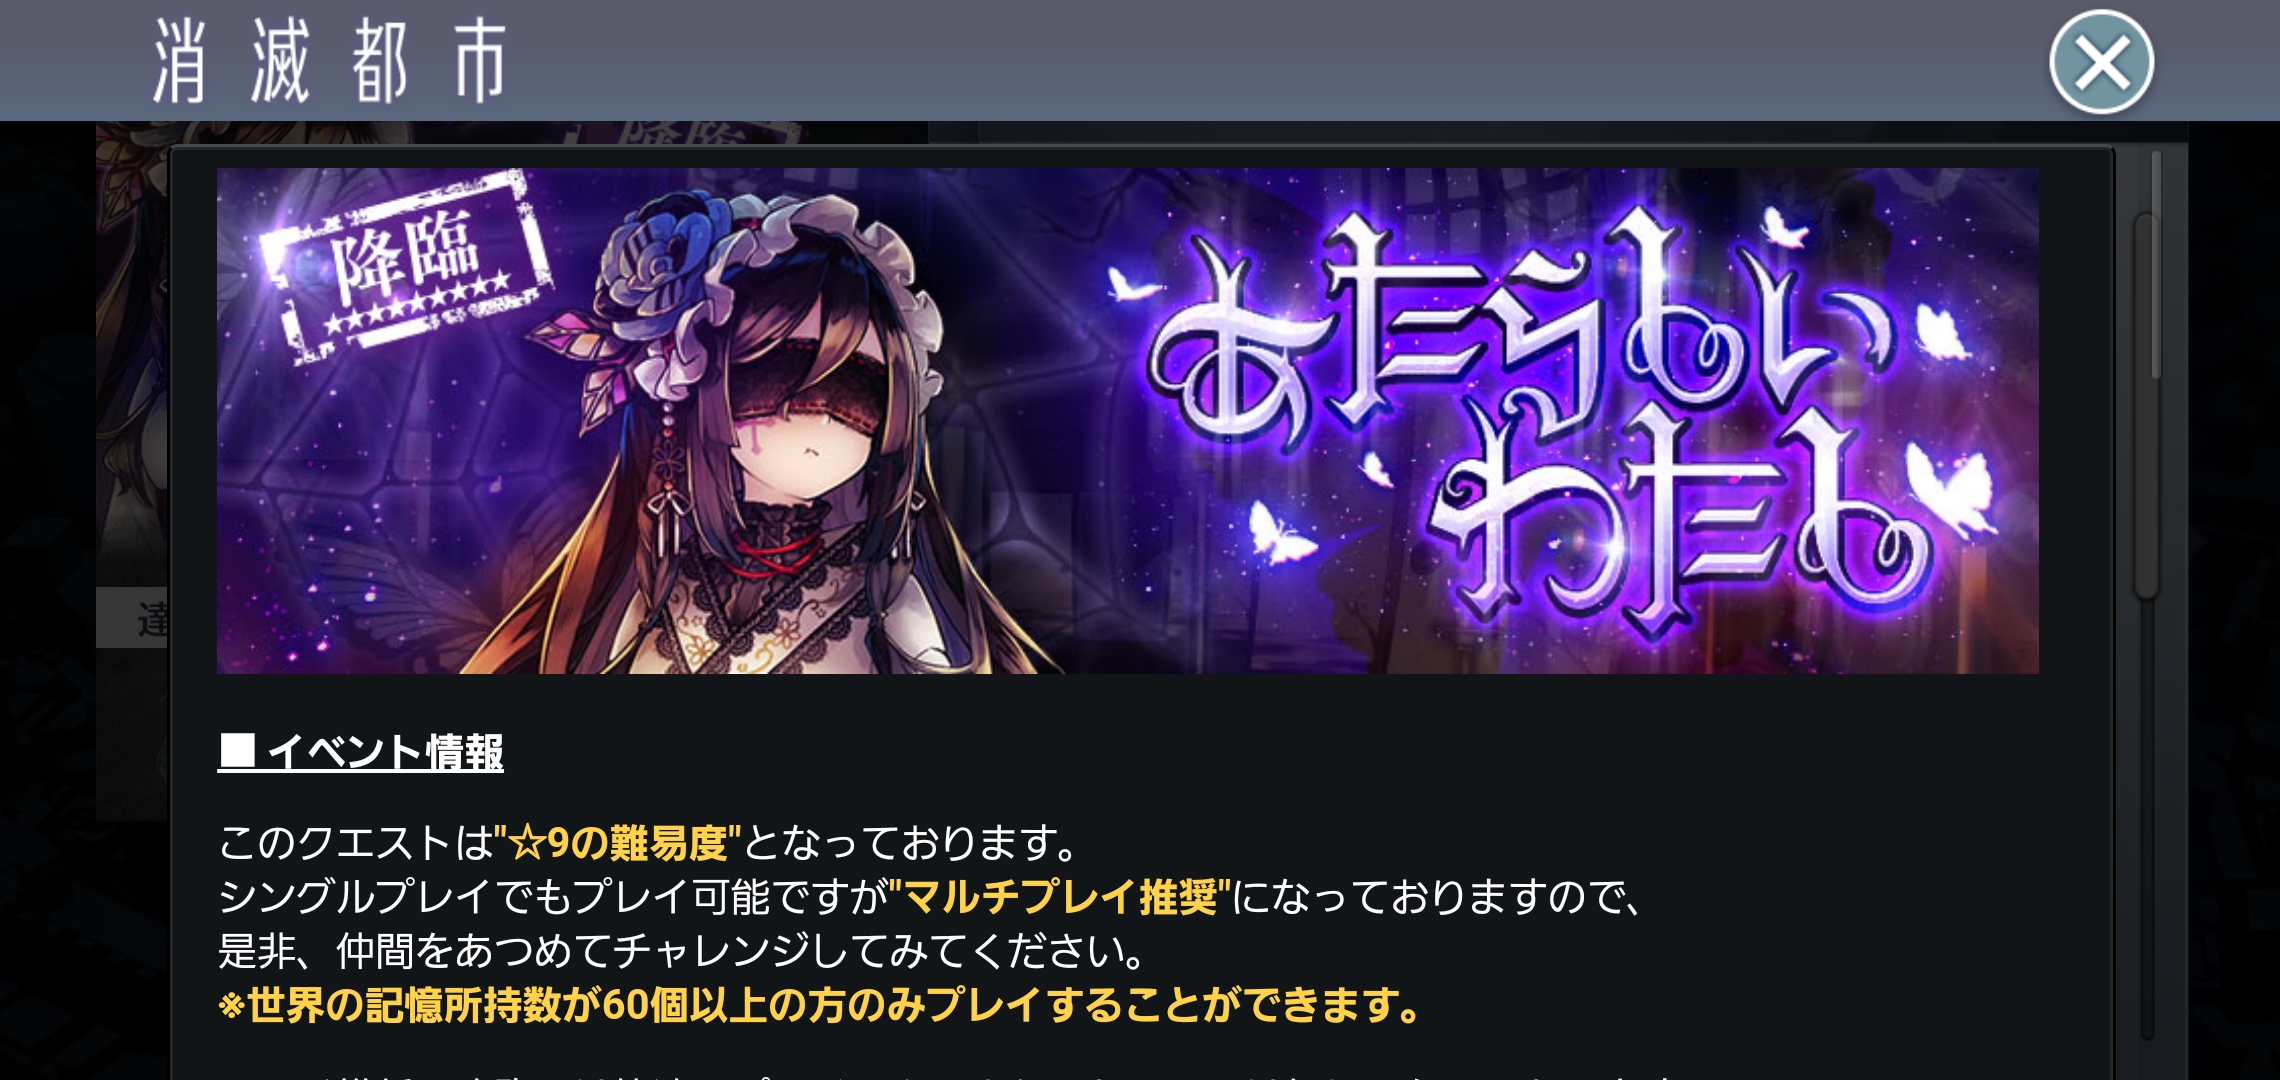 消滅都市
降臨
★★★★★★★★★
あたらしい
わたし
■ イベント情報
このクエストは"☆9の難易度"となっております。
シングルプレイでもプレイ可能ですが"マルチプレイ推奨"になっておりますので、
是非、仲間をあつめてチャレンジしてみてください。
※世界の記憶所持数が60個以上の方のみプレイすることができます。